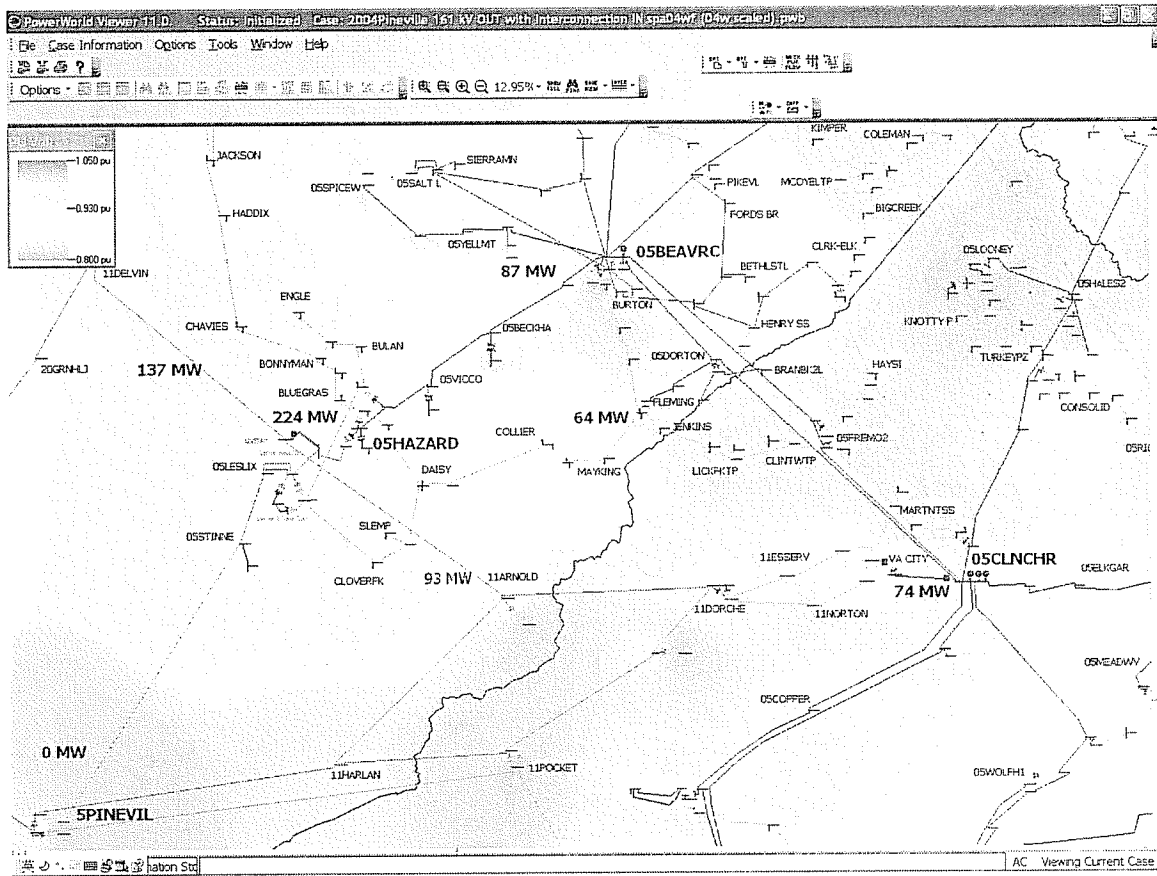 PowerWorld Viewer 11.0. Status: Initialized Case: 2004Pineville 161 kV OUT with Interconnection IN spa04wf (04w scaled).pwb
File Case Information Options Tools Window Help
Options 12.95%
1.050 pu
0.930 pu
0.800 pu
JACKSON
SIERRAMN
KIMPER
COLEMAN
05SPICEW
05SALT L
PIKEVL
MCOYELTP
HADDIX
FORDS BR
BIGCREEK
05YELLMT
05BEAVRC
CLRK-ELK
05LOONEY
87 MW
11DELVIN
BETHLSTL
05HALES2
ENGLE
BURTON
CHAVIES
05BECKHA
HENRY SS
KNOTTY P
BULAN
20GRNHLJ
137 MW
BONNYMAN
05DORTON
BRANBK2L
HAYSI
TURKEYPZ
BLUEGRAS
05VICCO
FLEMING
CONSOLID
224 MW
64 MW
05HAZARD
COLLIER
JENKINS
05LESLIX
DAISY
MAYKING
LICKFKTP
CLINTWTP
05FREMO2
MARTNTSS
05STINNE
SLEMP
11ESSERV
VA CITY
05CLNCHR
CLOVERFK
93 MW
11ARNOLD
11DORCHE
74 MW
05ELKGAR
11NORTON
05MEADWV
05COPPER
0 MW
11HARLAN
11POCKET
05WOLFH1
5PINEVIL
AC Viewing Current Case